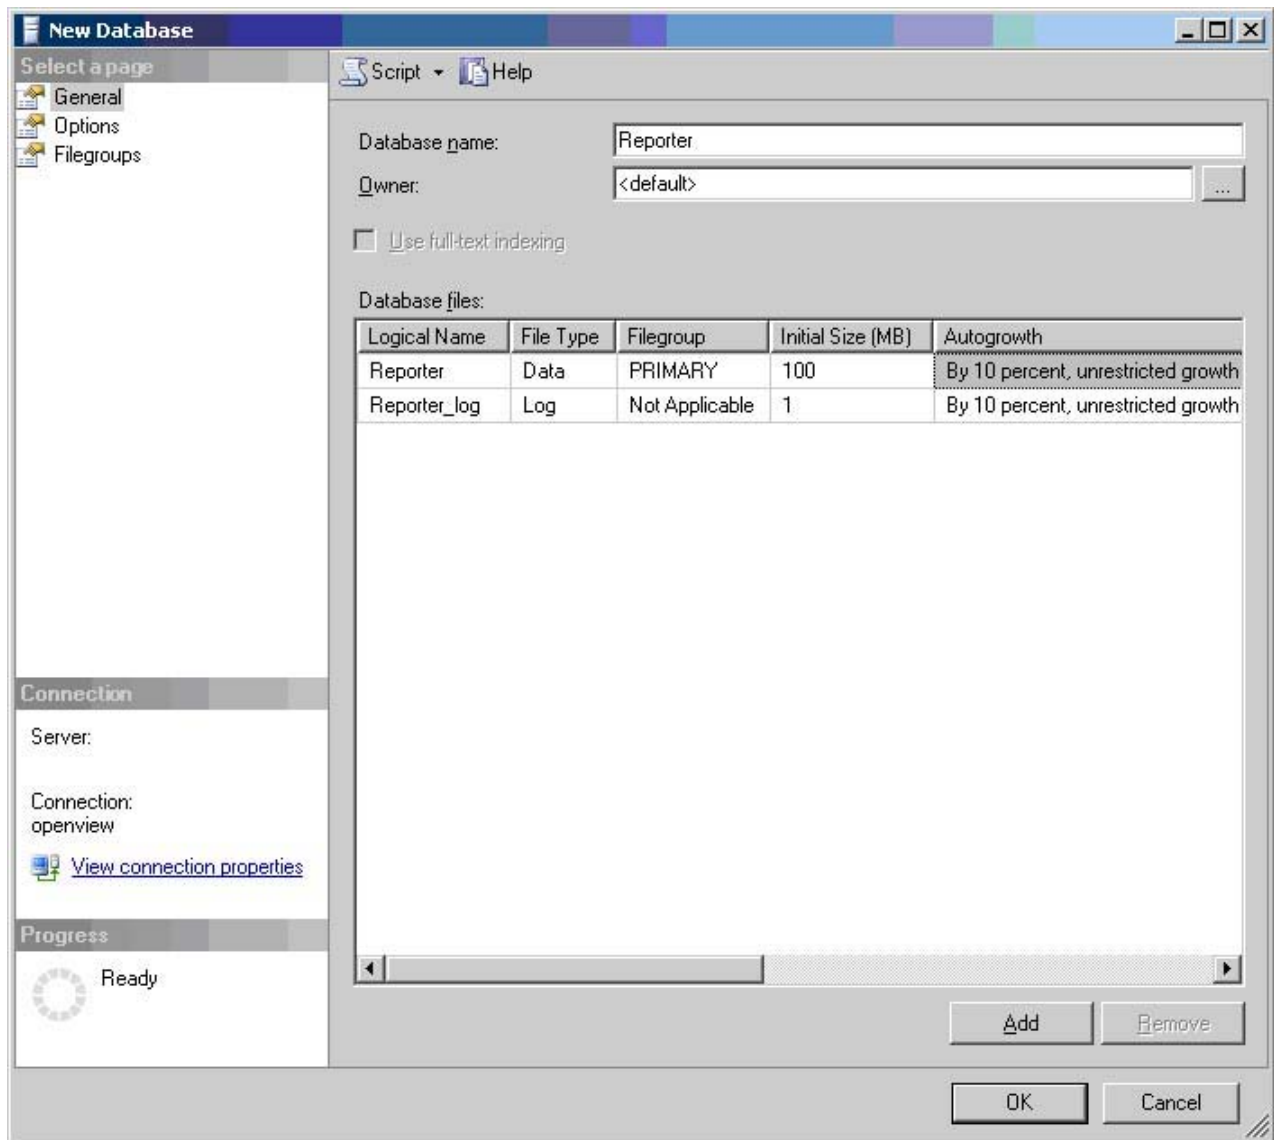 New Database
Select a page
General
Options
Filegroups
Script Help
Database name: Reporter
Owner: <default> ...
Use full-text indexing
Database files:
Logical Name File Type Filegroup Initial Size (MB) Autogrowth
Reporter Data PRIMARY 100 By 10 percent, unrestricted growth
Reporter_log Log Not Applicable 1 By 10 percent, unrestricted growth
Connection
Server:
Connection:
openview
View connection properties
Progress
Ready
Add Remove
OK Cancel